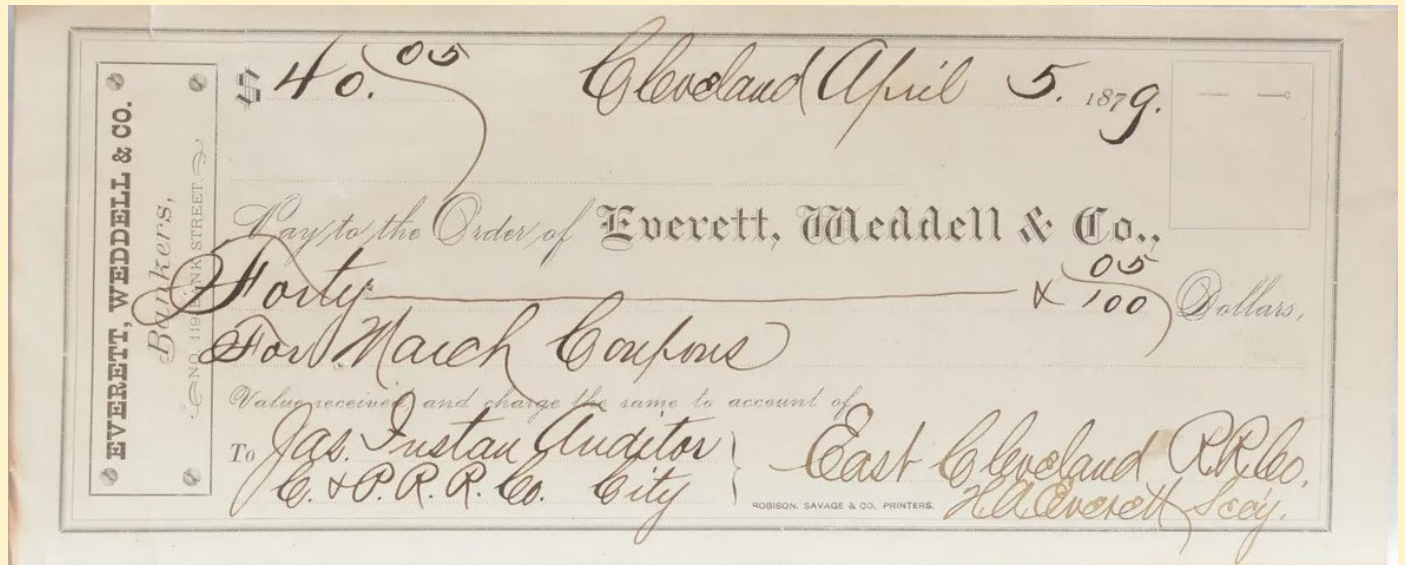 EVERETT, WEDDELL & CO.
Bankers,
NO. 119 BANK STREET.
$ 40. 05 Cleveland April 5. 1879.
Pay to the Order of Everett, Weddell & Co.,
Forty & 05/100 Dollars,
For March Coupons
Value received, and charge the same to account of
To Jas. Auditor East Cleveland R.R. Co.
C. & P. R. R. Co. City H. A. Everett Secy.
ROBISON, SAVAGE & CO. PRINTERS.